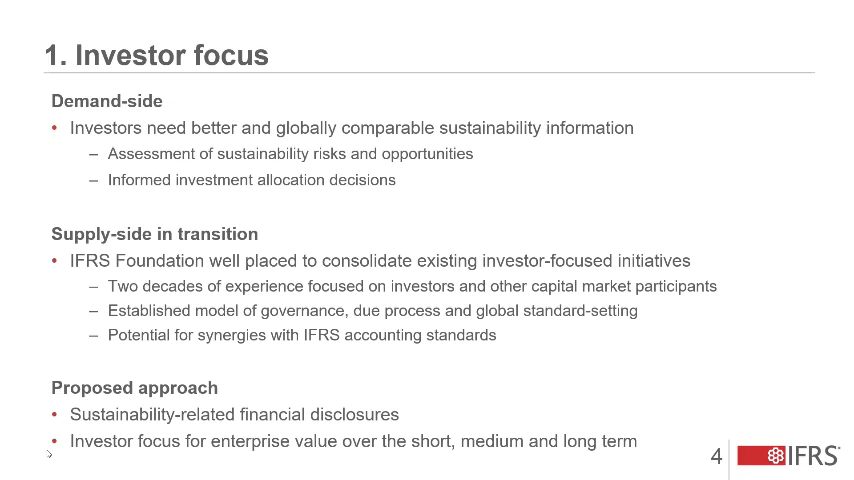 1. Investor focus
Demand-side
• Investors need better and globally comparable sustainability information
– Assessment of sustainability risks and opportunities
– Informed investment allocation decisions
Supply-side in transition
• IFRS Foundation well placed to consolidate existing investor-focused initiatives
– Two decades of experience focused on investors and other capital market participants
– Established model of governance, due process and global standard-setting
– Potential for synergies with IFRS accounting standards
Proposed approach
• Sustainability-related financial disclosures
• Investor focus for enterprise value over the short, medium and long term
4
IFRS